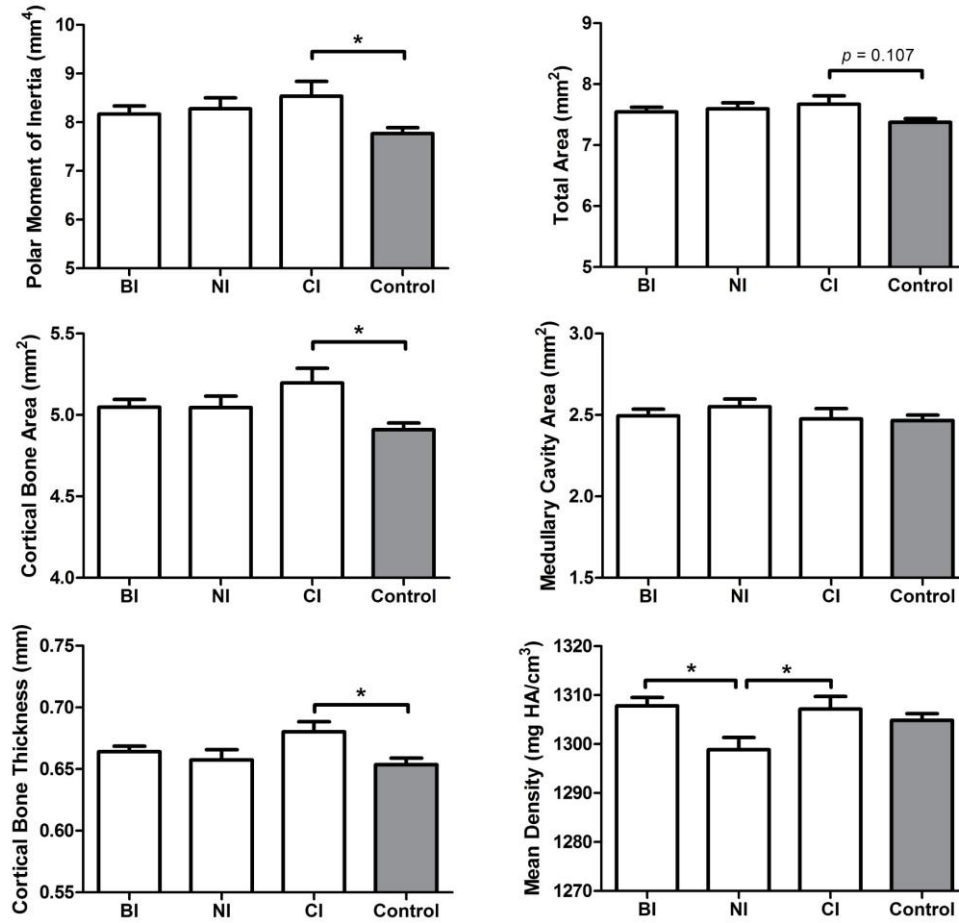 Polar Moment of Inertia (mm⁴)
10
9
8
7
6
5
*
BI NI CI Control
Total Area (mm²)
9
8
7
6
5
p = 0.107
BI NI CI Control
Cortical Bone Area (mm²)
5.5
5.0
4.5
4.0
*
BI NI CI Control
Medullary Cavity Area (mm²)
3.0
2.5
2.0
1.5
BI NI CI Control
Cortical Bone Thickness (mm)
0.75
0.70
0.65
0.60
0.55
*
BI NI CI Control
Mean Density (mg HA/cm³)
1320
1310
1300
1290
1280
1270
* *
BI NI CI Control